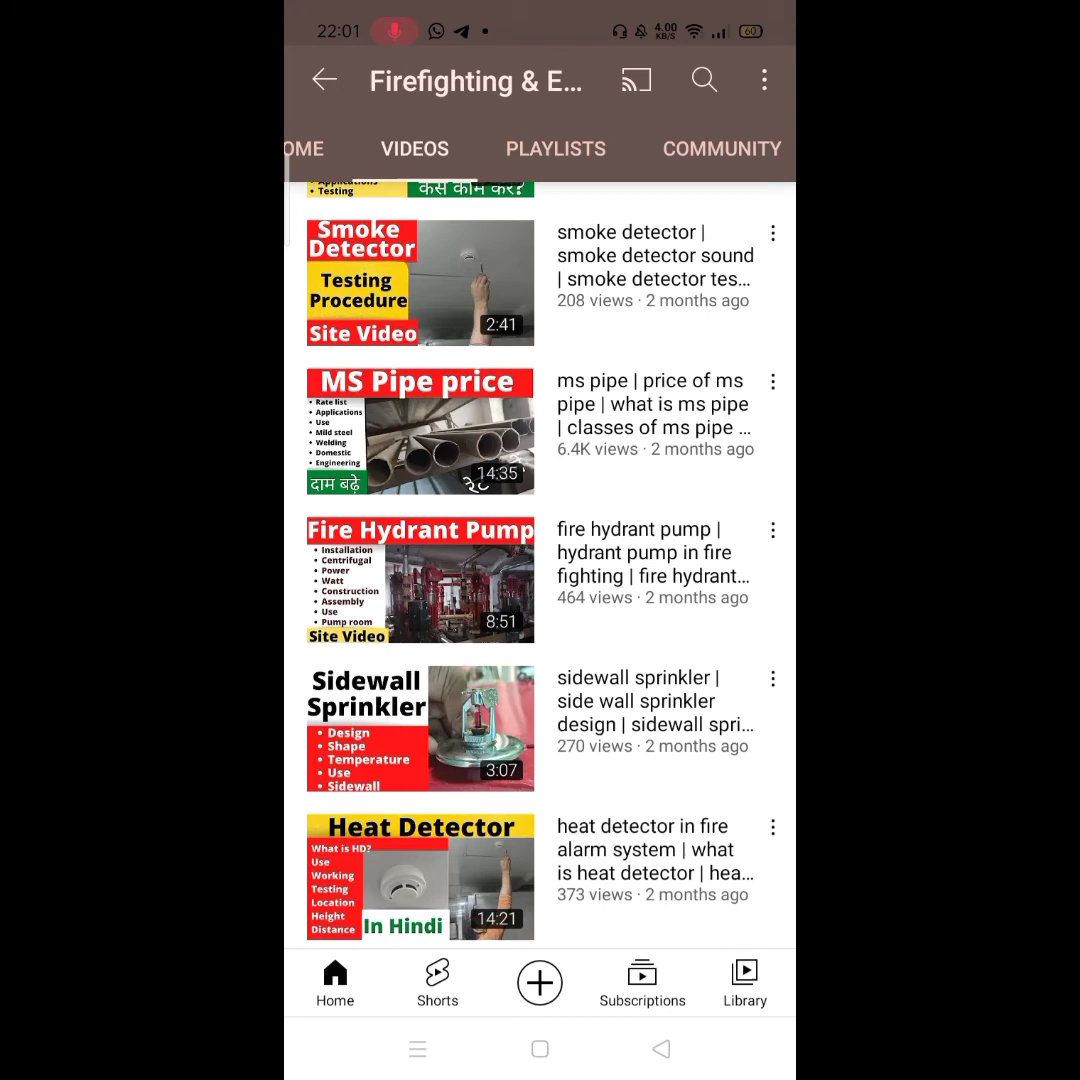 22:01
4.00
KB/S
60
Firefighting & E...
OME
VIDEOS
PLAYLISTS
COMMUNITY
• Applications
• Testing
कैसे काम करे?
Smoke
Detector
Testing
Procedure
Site Video
2:41
smoke detector |
smoke detector sound
| smoke detector tes...
208 views · 2 months ago
MS Pipe price
• Rate list
• Applications
• Use
• Mild steel
• Welding
• Domestic
• Engineering
दाम बढ़े
14:35
ms pipe | price of ms
pipe | what is ms pipe
| classes of ms pipe ...
6.4K views · 2 months ago
Fire Hydrant Pump
• Installation
• Centrifugal
• Power
• Watt
• Construction
• Assembly
• Use
• Pump room
Site Video
8:51
fire hydrant pump |
hydrant pump in fire
fighting | fire hydrant...
464 views · 2 months ago
Sidewall
Sprinkler
• Design
• Shape
• Temperature
• Use
• Sidewall
3:07
sidewall sprinkler |
side wall sprinkler
design | sidewall spri...
270 views · 2 months ago
Heat Detector
What is HD?
Use
Working
Testing
Location
Height
Distance
In Hindi
14:21
heat detector in fire
alarm system | what
is heat detector | hea...
373 views · 2 months ago
Home
Shorts
Subscriptions
Library